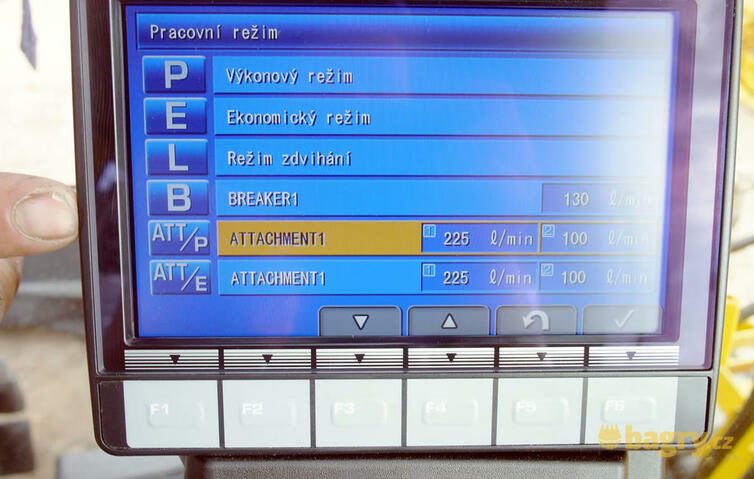 Pracovní režim
P Výkonový režim
E Ekonomický režim
L Režim zdvihání
B BREAKER1 130 ℓ/min
ATT/P ATTACHMENT1 1 225 ℓ/min 2 100 ℓ/min
ATT/E ATTACHMENT1 1 225 ℓ/min 2 100 ℓ/min
F1 F2 F3 F4 F5 F6
bagry.cz